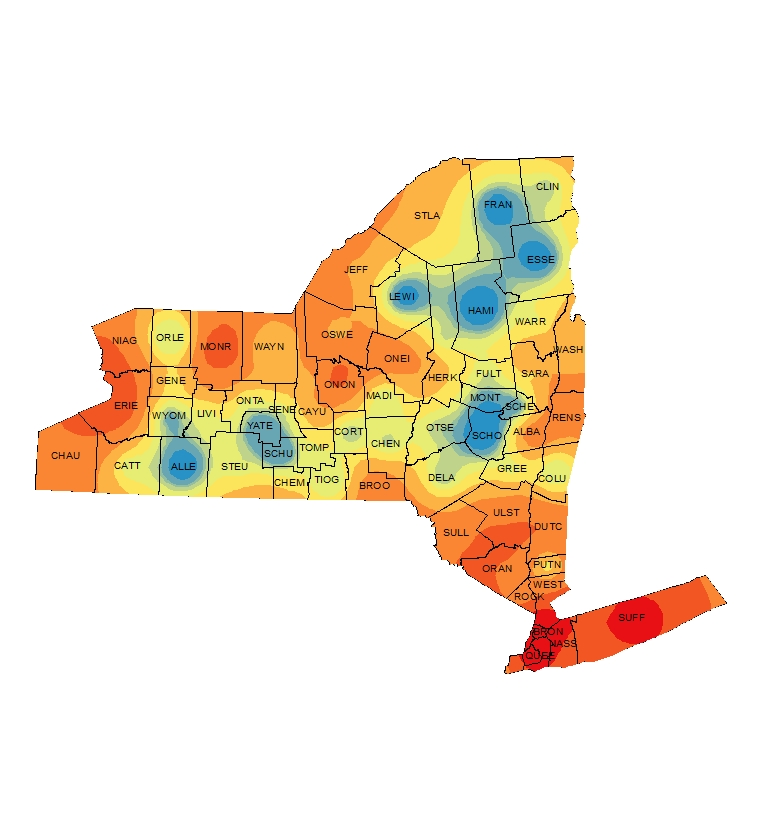 CLIN
FRAN
STLA
ESSE
JEFF
LEWI
HAMI
WARR
OSWE
ORLE
NIAG
MONR
WAYN
WASH
ONEI
SARA
FULT
HERK
GENE
ONON
MADI
MONT
ONTA
SENE
CAYU
SCHE
ERIE
WYOM
LIVI
RENS
YATE
OTSE
CORT
ALBA
SCHO
CHEN
TOMP
SCHU
CHAU
CATT
ALLE
STEU
GREE
DELA
COLU
TIOG
CHEM
BROO
ULST
DUTC
SULL
PUTN
ORAN
WEST
ROCK
SUFF
BRON
NASS
QUEE